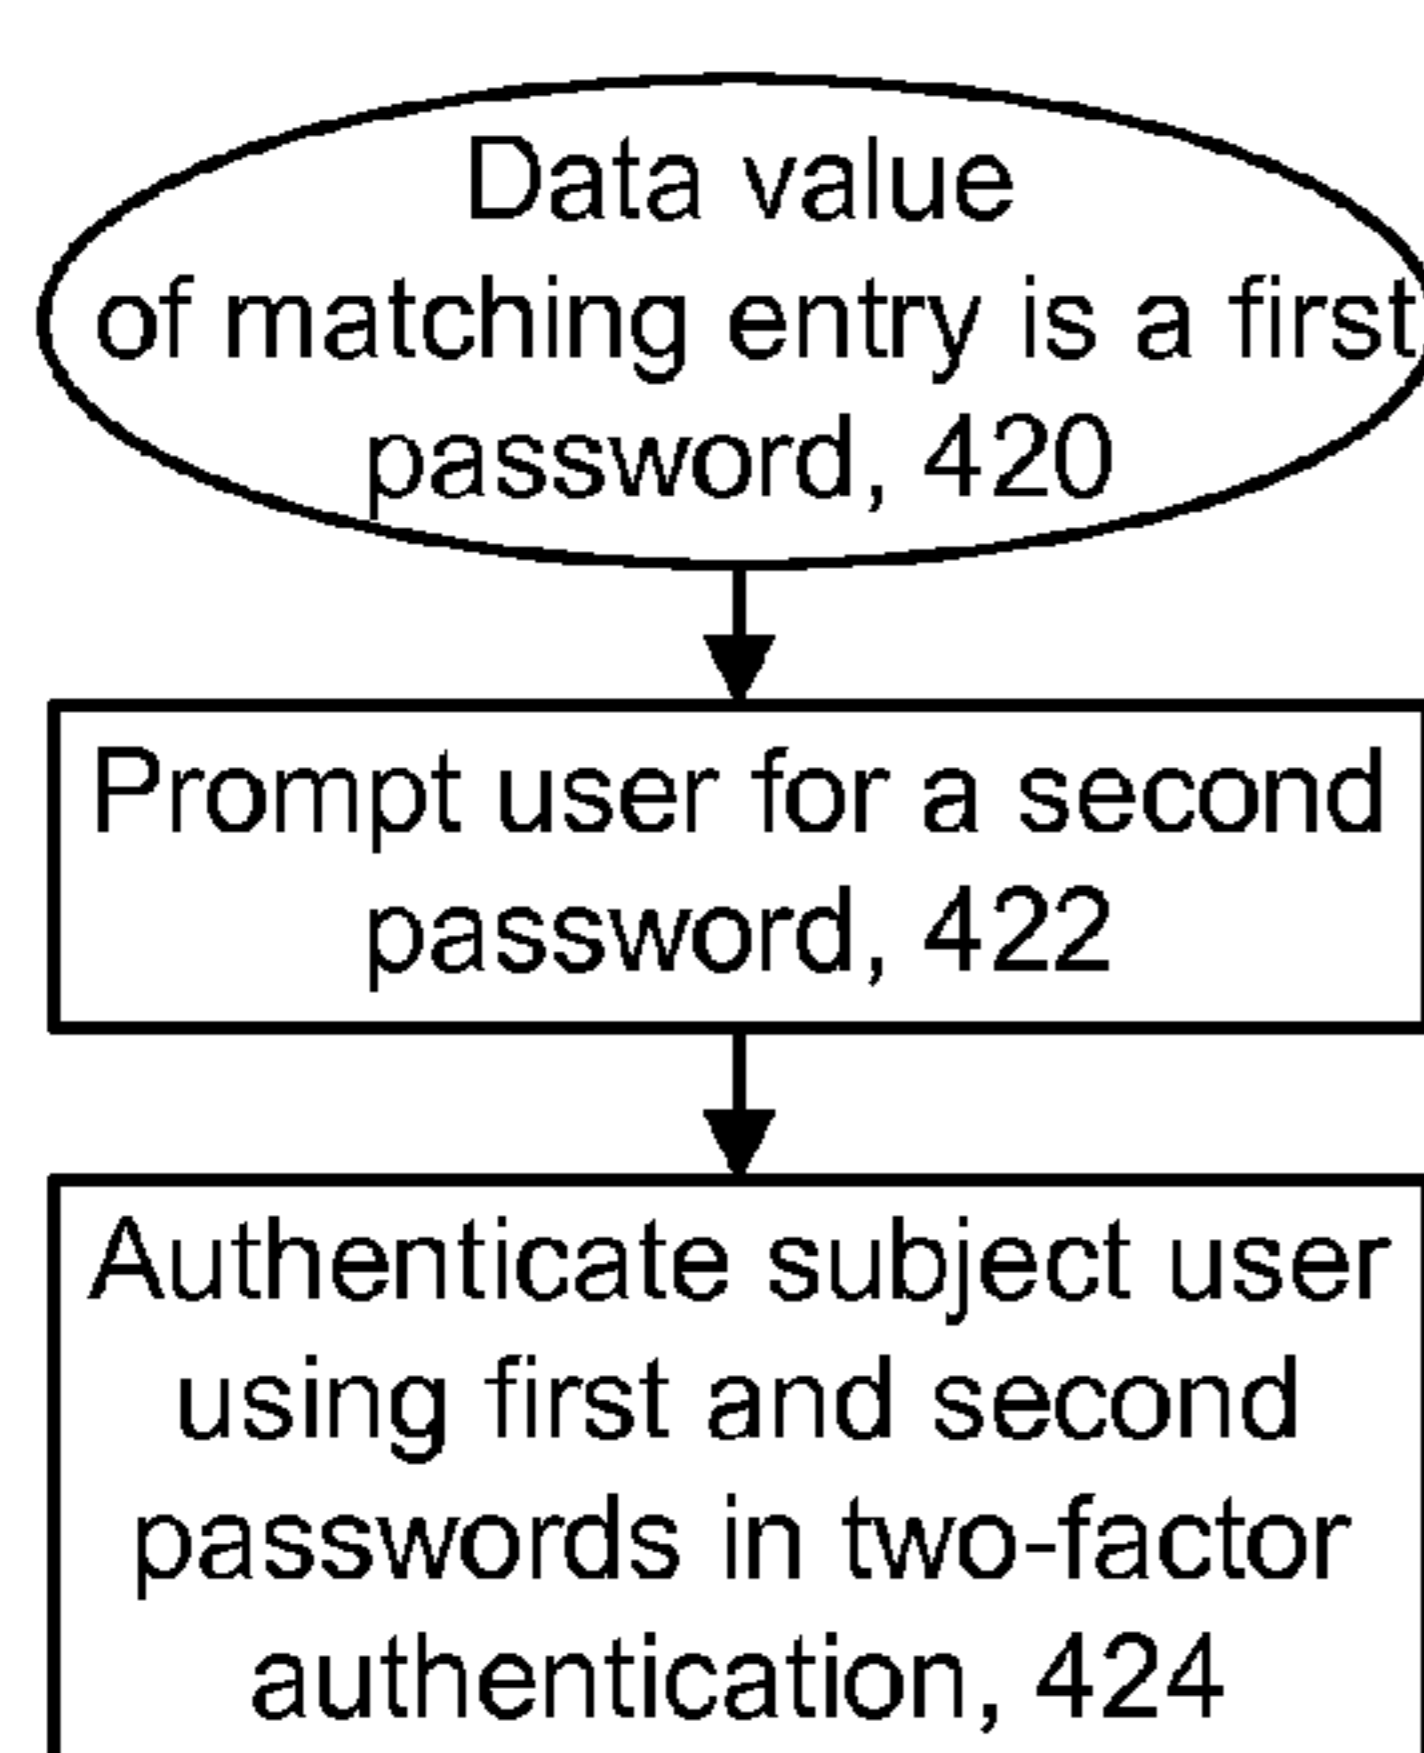 Data value
of matching entry is a first
password, 420
Prompt user for a second
password, 422
Authenticate subject user
using first and second
passwords in two-factor
authentication, 424